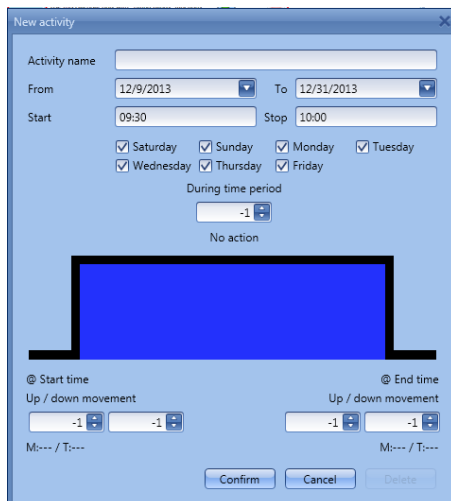 New activity
Activity name
From 12/9/2013 To 12/31/2013
Start 09:30 Stop 10:00
Saturday Sunday Monday Tuesday
Wednesday Thursday Friday
During time period
-1
No action
@ Start time @ End time
Up / down movement Up / down movement
-1 -1 -1 -1
M:--- / T:--- M:--- / T:---
Confirm Cancel Delete